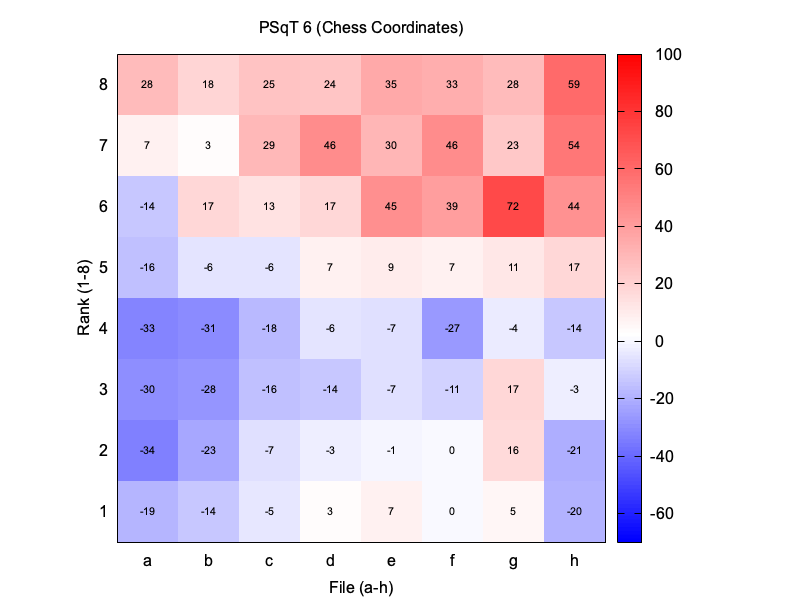 PSqT 6 (Chess Coordinates)
8 28 18 25 24 35 33 28 59
7 7 3 29 46 30 46 23 54
6 -14 17 13 17 45 39 72 44
5 -16 -6 -6 7 9 7 11 17
4 -33 -31 -18 -6 -7 -27 -4 -14
3 -30 -28 -16 -14 -7 -11 17 -3
2 -34 -23 -7 -3 -1 0 16 -21
1 -19 -14 -5 3 7 0 5 -20
a b c d e f g h
Rank (1-8)
File (a-h)
100
80
60
40
20
0
-20
-40
-60